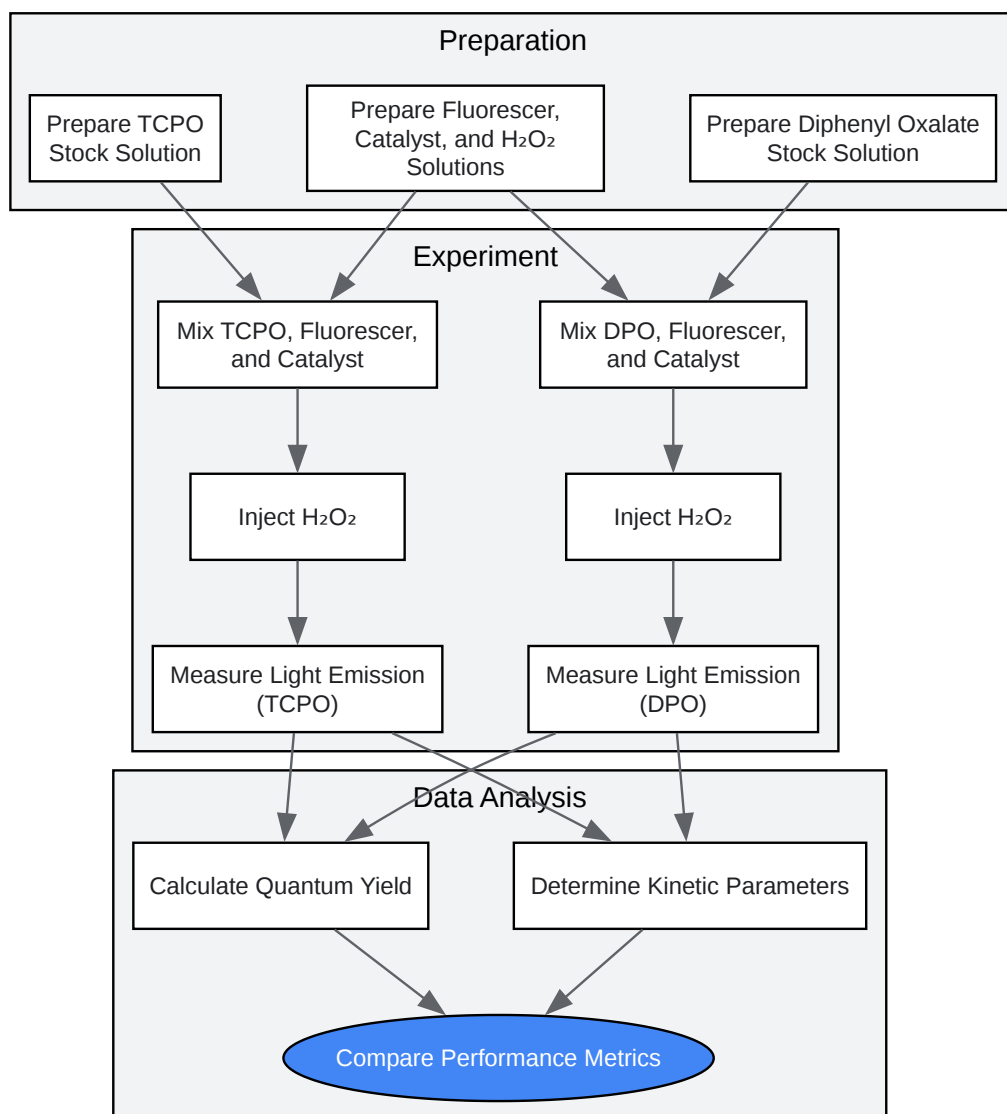 Preparation
Prepare TCPO
Stock Solution
Prepare Fluorescer,
Catalyst, and H₂O₂
Solutions
Prepare Diphenyl Oxalate
Stock Solution
Experiment
Mix TCPO, Fluorescer,
and Catalyst
Mix DPO, Fluorescer,
and Catalyst
Inject H₂O₂
Inject H₂O₂
Measure Light Emission
(TCPO)
Measure Light Emission
(DPO)
Data Analysis
Calculate Quantum Yield
Determine Kinetic Parameters
Compare Performance Metrics